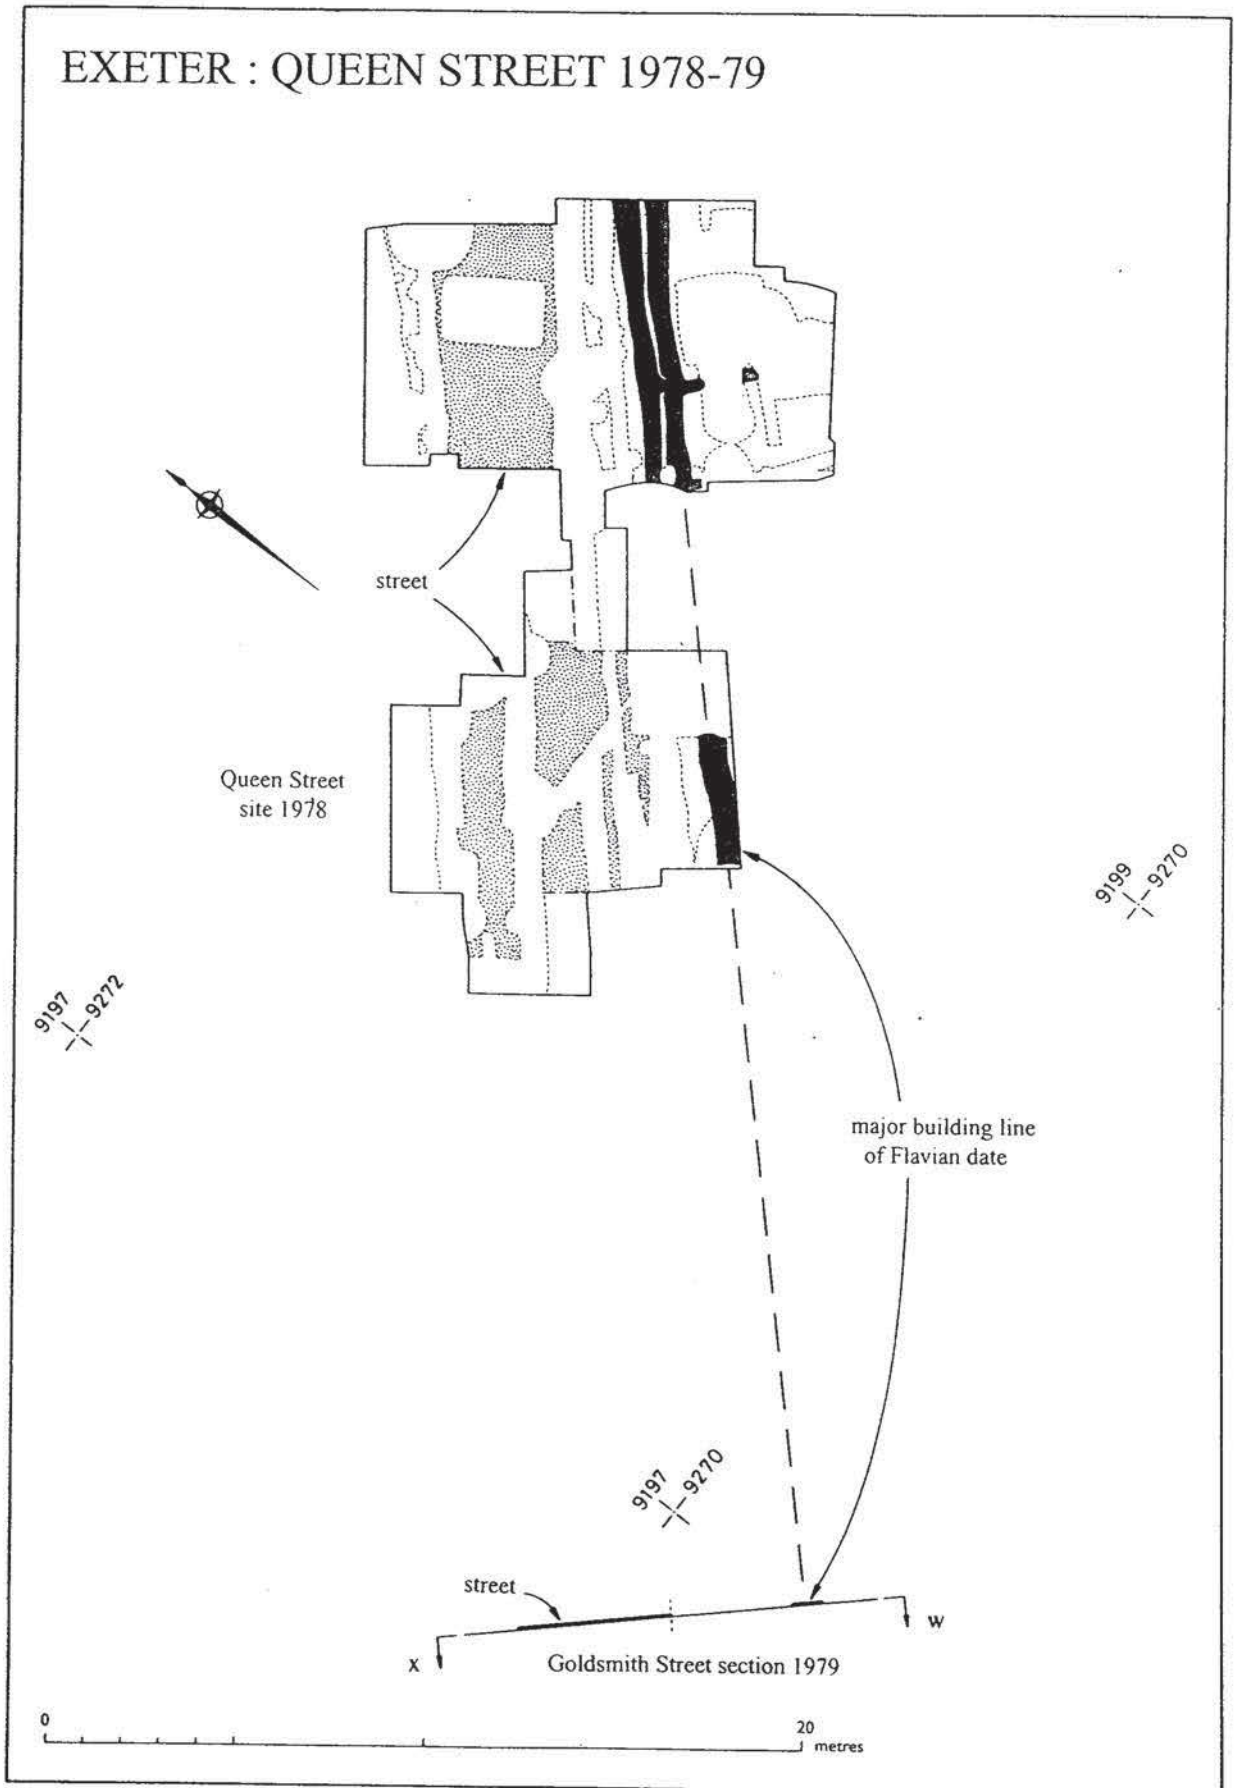 EXETER : QUEEN STREET 1978-79
street
Queen Street
site 1978
9199
9270
9197
9272
major building line
of Flavian date
9197
9270
street
X
W
Goldsmith Street section 1979
0
20
metres